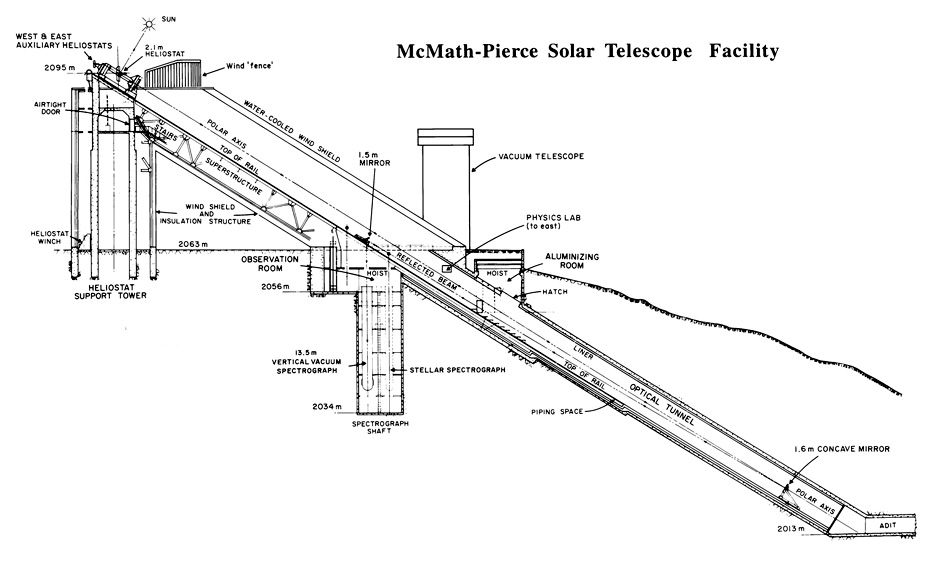 McMath-Pierce Solar Telescope Facility
SUN
WEST & EAST
AUXILIARY HELIOSTATS
2.1m
HELIOSTAT
2095 m
Wind 'fence'
AIRTIGHT
DOOR
STAIRS
WATER-COOLED WIND SHIELD
POLAR AXIS
TOP OF RAIL
SUPERSTRUCTURE
1.5m
MIRROR
VACUUM TELESCOPE
WIND SHIELD
AND
INSULATION STRUCTURE
PHYSICS LAB
(to east)
HELIOSTAT
WINCH
2063 m
OBSERVATION
ROOM
HOIST
REFLECTED BEAM
HOIST
ALUMINIZING
ROOM
HATCH
HELIOSTAT
SUPPORT TOWER
2056 m
13.5m
VERTICAL VACUUM
SPECTROGRAPH
STELLAR SPECTROGRAPH
LINER
TOP OF RAIL
OPTICAL TUNNEL
2034 m
SPECTROGRAPH
SHAFT
PIPING SPACE
1.6 m CONCAVE MIRROR
POLAR AXIS
2013 m
ADIT